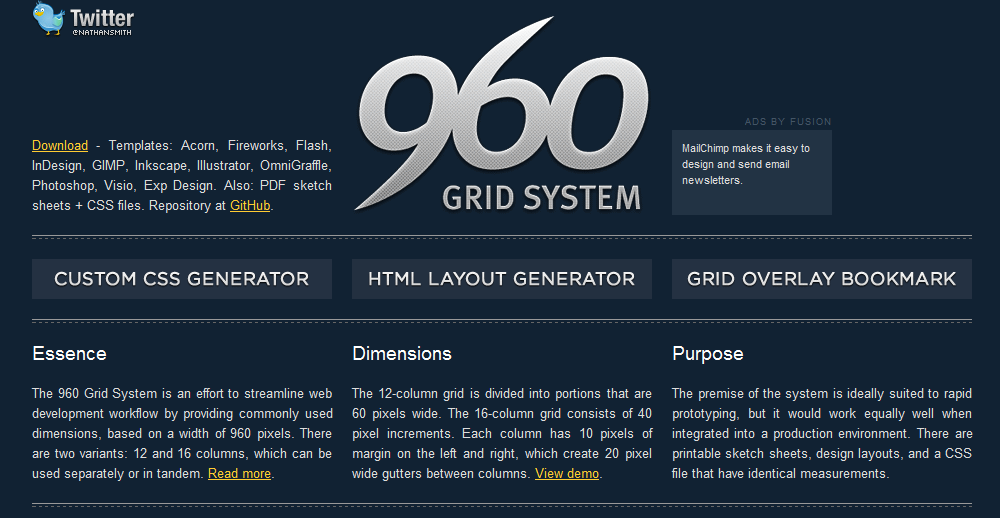 Twitter
@NATHANSMITH
960
GRID SYSTEM
Download - Templates: Acorn, Fireworks, Flash,
InDesign, GIMP, Inkscape, Illustrator, OmniGraffle,
Photoshop, Visio, Exp Design. Also: PDF sketch
sheets + CSS files. Repository at GitHub.
ADS BY FUSION
MailChimp makes it easy to
design and send email
newsletters.
CUSTOM CSS GENERATOR
HTML LAYOUT GENERATOR
GRID OVERLAY BOOKMARK
Essence
The 960 Grid System is an effort to streamline web
development workflow by providing commonly used
dimensions, based on a width of 960 pixels. There
are two variants: 12 and 16 columns, which can be
used separately or in tandem. Read more.
Dimensions
The 12-column grid is divided into portions that are
60 pixels wide. The 16-column grid consists of 40
pixel increments. Each column has 10 pixels of
margin on the left and right, which create 20 pixel
wide gutters between columns. View demo.
Purpose
The premise of the system is ideally suited to rapid
prototyping, but it would work equally well when
integrated into a production environment. There are
printable sketch sheets, design layouts, and a CSS
file that have identical measurements.